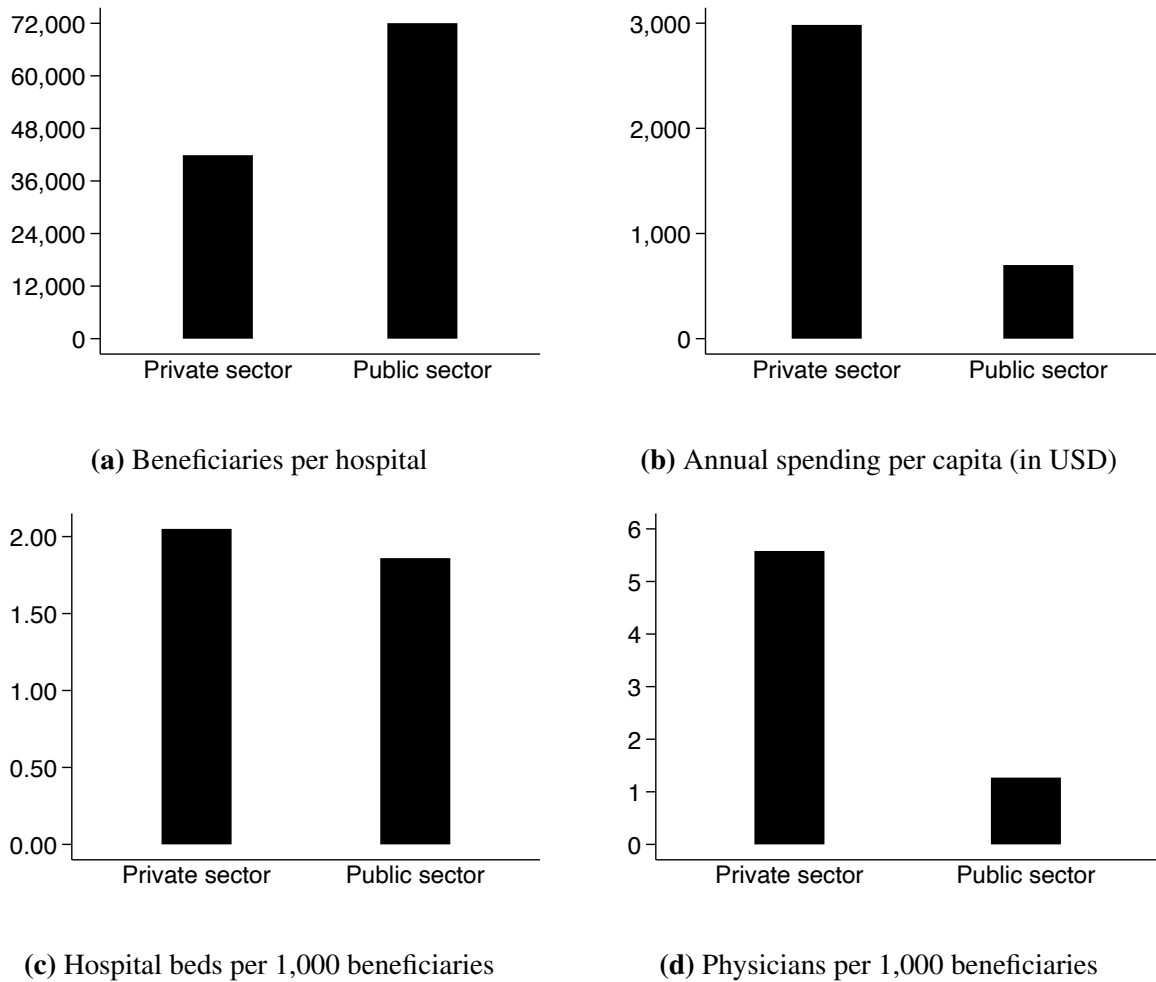 72,000
60,000
48,000
36,000
24,000
12,000
0
Private sector Public sector
(a) Beneficiaries per hospital
3,000
2,000
1,000
0
Private sector Public sector
(b) Annual spending per capita (in USD)
2.00
1.50
1.00
0.50
0.00
Private sector Public sector
(c) Hospital beds per 1,000 beneficiaries
6
5
4
3
2
1
0
Private sector Public sector
(d) Physicians per 1,000 beneficiaries